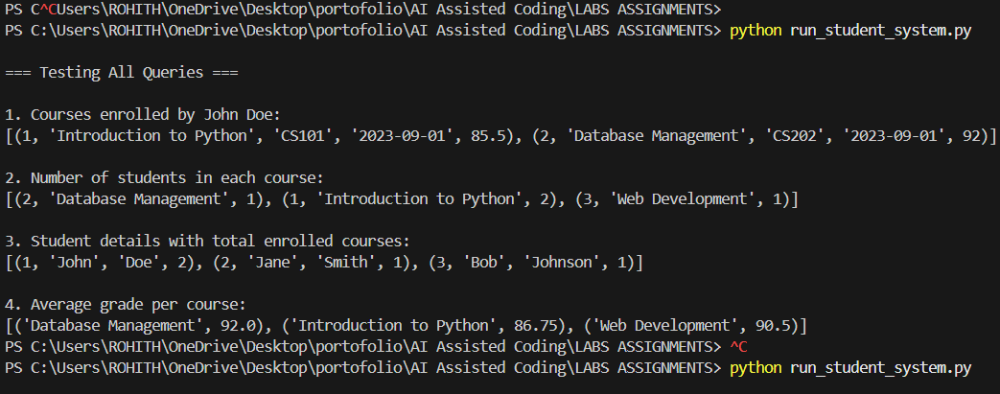 PS C^CUsers\ROHITH\OneDrive\Desktop\portofolio\AI Assisted Coding\LABS ASSIGNMENTS>
PS C:\Users\ROHITH\OneDrive\Desktop\portofolio\AI Assisted Coding\LABS ASSIGNMENTS> python run_student_system.py
=== Testing All Queries ===
1. Courses enrolled by John Doe:
[(1, 'Introduction to Python', 'CS101', '2023-09-01', 85.5), (2, 'Database Management', 'CS202', '2023-09-01', 92)]
2. Number of students in each course:
[(2, 'Database Management', 1), (1, 'Introduction to Python', 2), (3, 'Web Development', 1)]
3. Student details with total enrolled courses:
[(1, 'John', 'Doe', 2), (2, 'Jane', 'Smith', 1), (3, 'Bob', 'Johnson', 1)]
4. Average grade per course:
[('Database Management', 92.0), ('Introduction to Python', 86.75), ('Web Development', 90.5)]
PS C:\Users\ROHITH\OneDrive\Desktop\portofolio\AI Assisted Coding\LABS ASSIGNMENTS> ^C
PS C:\Users\ROHITH\OneDrive\Desktop\portofolio\AI Assisted Coding\LABS ASSIGNMENTS> python run_student_system.py